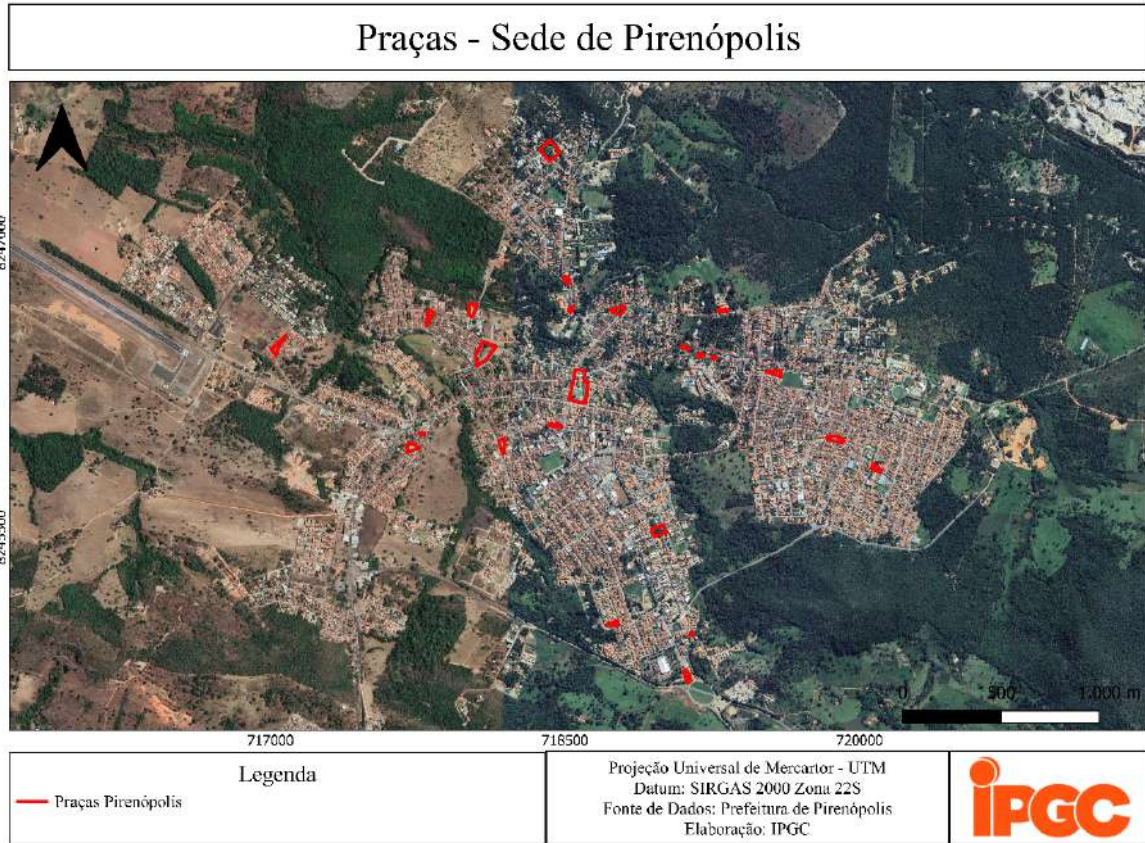 Praças - Sede de Pirenópolis
8247000
0 500 1.000 m
717000 718500 720000
Legenda
Praças Pirenópolis
Projeção Universal de Mercartor - UTM
Datum: SIRGAS 2000 Zona 22S
Fonte de Dados: Prefeitura de Pirenópolis
Elaboração: IPGC
iPGC